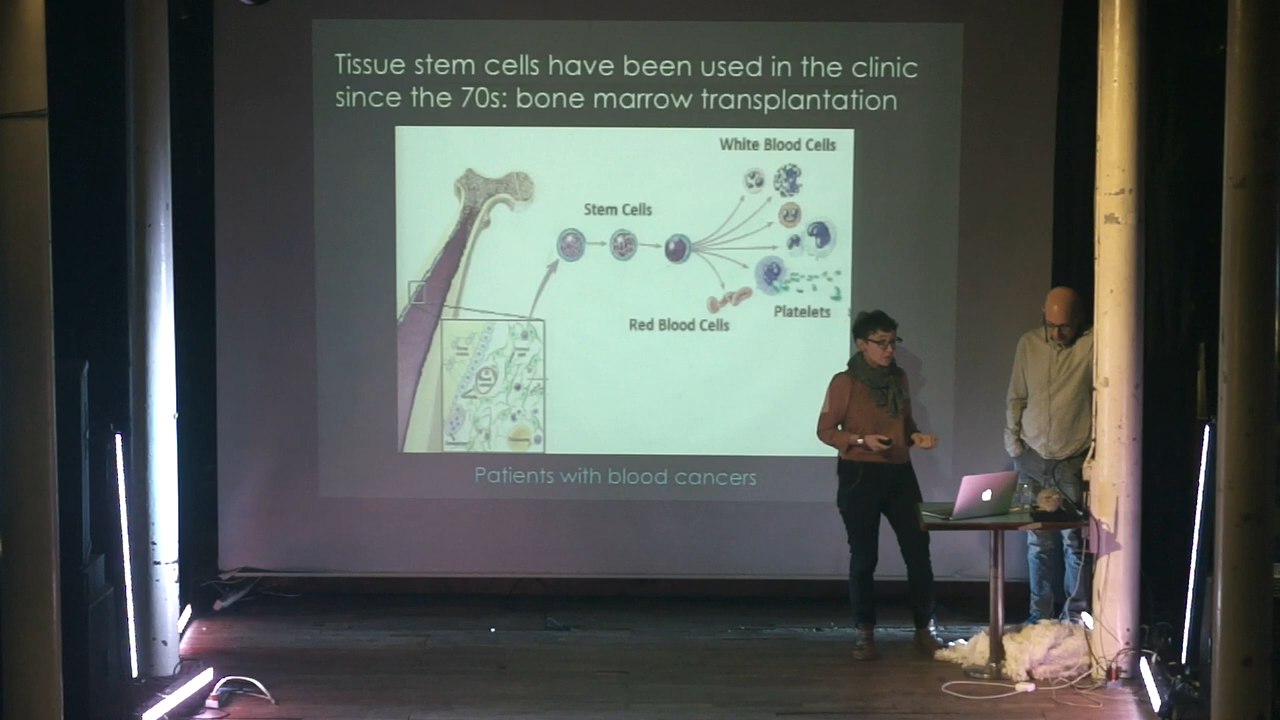 Tissue stem cells have been used in the clinic
since the 70s: bone marrow transplantation
White Blood Cells
Stem Cells
Platelets
Red Blood Cells
Patients with blood cancers